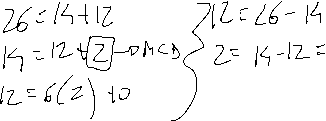 26 = 14 + 12
14 = 12 + 2 → MCD
12 = 6(2) + 0
12 = 26 - 14
2 = 14 - 12 =